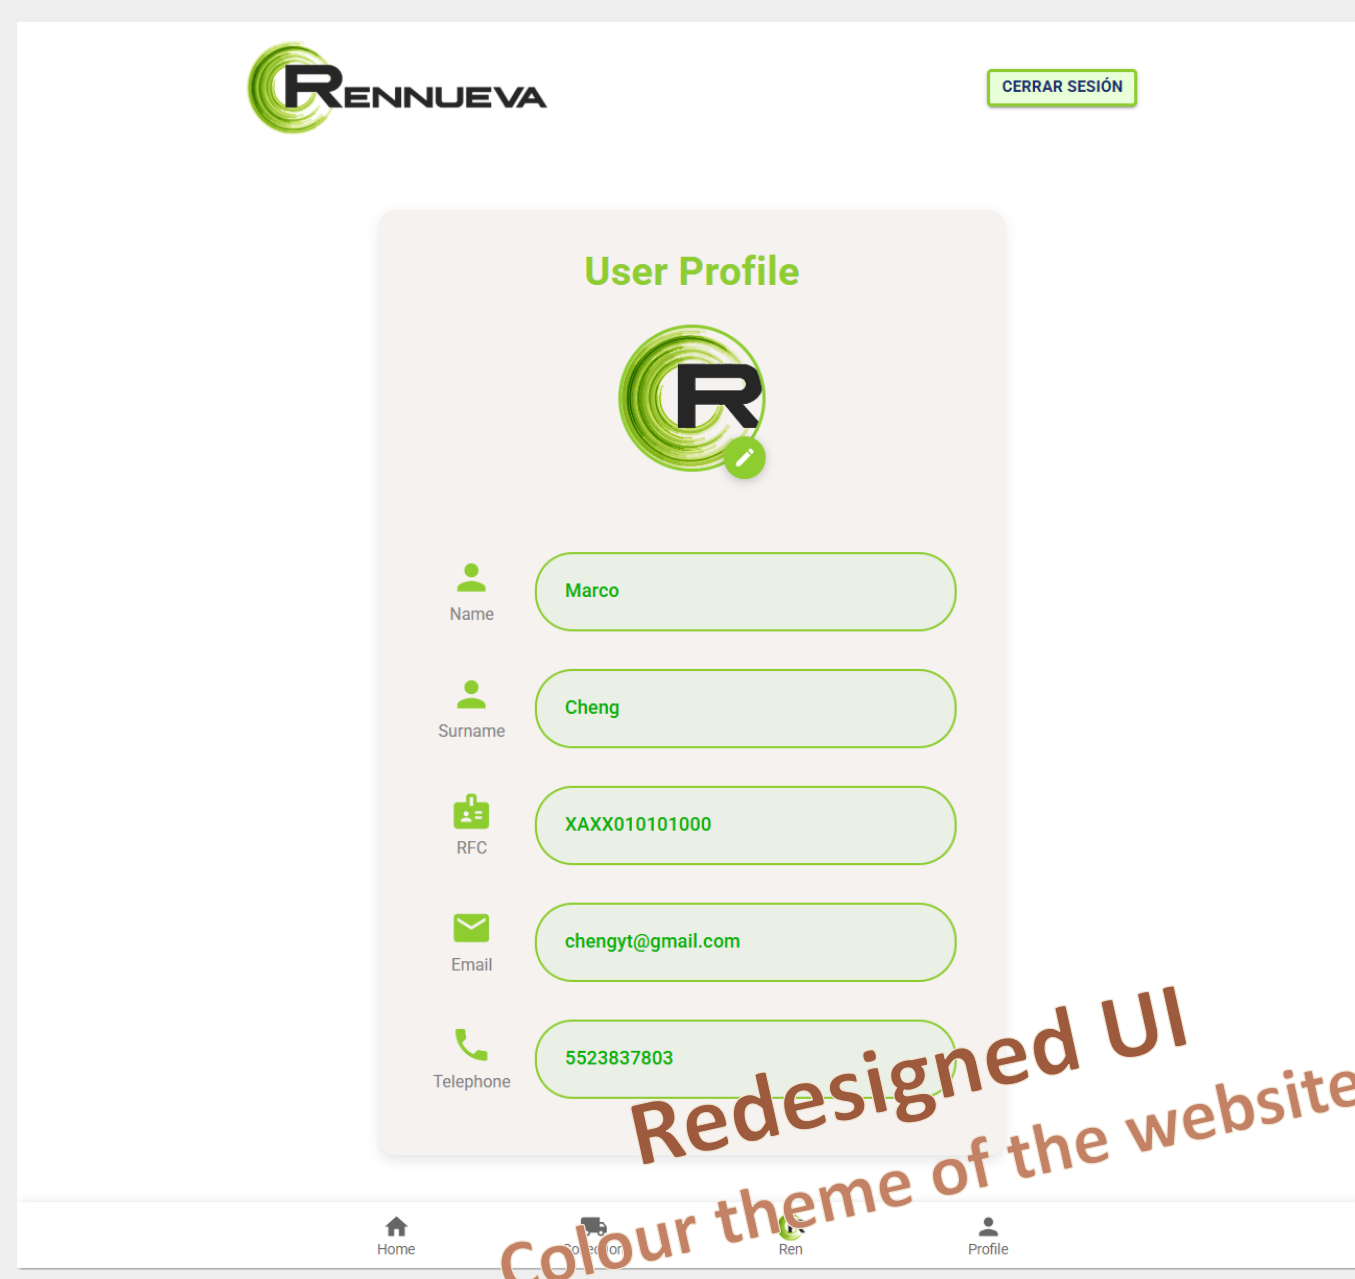 RENNUEVA
CERRAR SESIÓN
User Profile
R
Name
Marco
Surname
Cheng
RFC
XAXX010101000
Email
chengyt@gmail.com
Telephone
5523837803
Redesigned UI
Colour theme of the website
Home
Ren
Profile